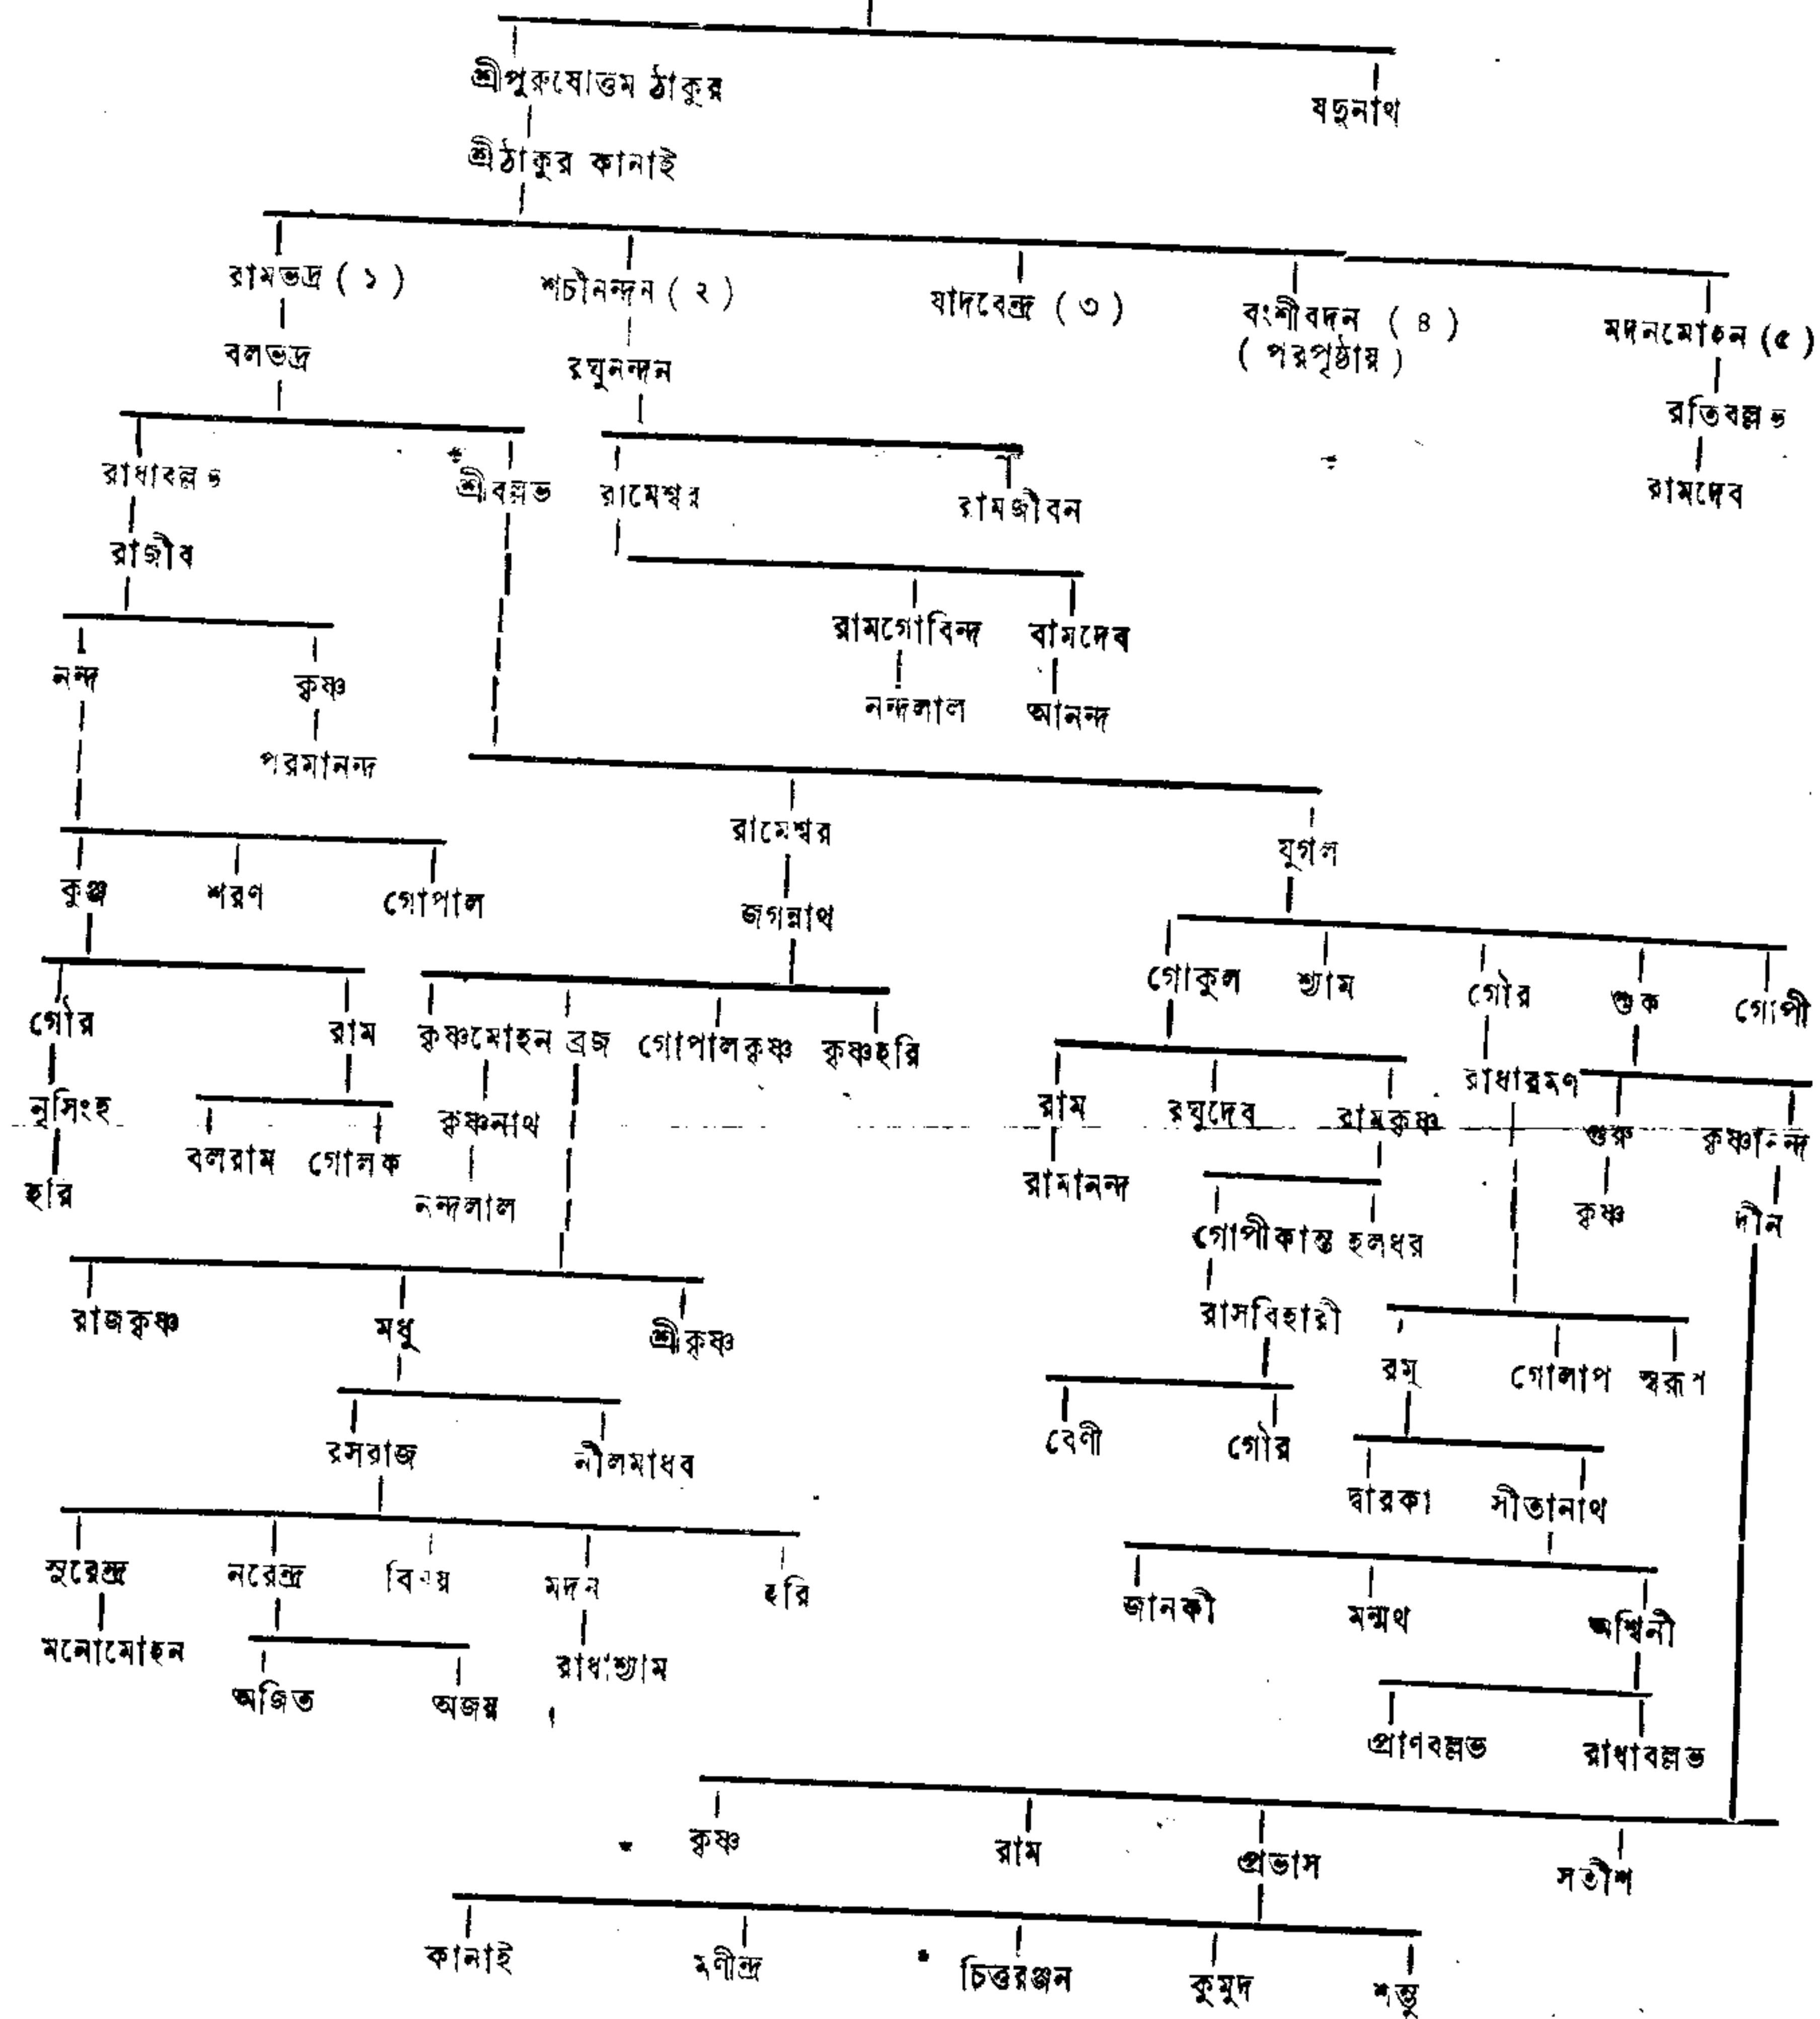 শ্রীপুরুষোত্তম ঠাকুর
যদুনাথ
শ্রীঠাকুর কানাই
রামভদ্র ( ১ ) শচীনন্দন ( ২ ) যাদবেন্দ্র ( ৩ ) বংশীবদন ( ৪ ) মদনমোহন (৫)
( পরপৃষ্ঠায় )
বলভদ্র রঘুনন্দন রতিবল্লভ
রাধাবল্লভ শ্রীবল্লভ রামেশ্বর রামজীবন রামদেব
রাজীব
রামগোবিন্দ বামদেব
নন্দ কৃষ্ণ নন্দলাল আনন্দ
পরমানন্দ
রামেশ্বর যুগল
কুঞ্জ শরণ গোপাল জগন্নাথ
গোকুল শ্যাম গৌর শুক গোপী
গৌর রাম কৃষ্ণমোহন ব্রজ গোপালকৃষ্ণ কৃষ্ণহরি
রাধারমণ
নৃসিংহ কৃষ্ণনাথ রাম রঘুদেব রামকৃষ্ণ গুরু কৃষ্ণানন্দ
বলরাম গোলক
হরি নন্দলাল রামানন্দ কৃষ্ণ দীন
গোপীকান্ত হলধর
রাজকৃষ্ণ মধু শ্রীকৃষ্ণ রাসবিহারী
গোলাপ স্বরূপ
রসরাজ নীলমাধব বেণী গৌর
দ্বারকা সীতানাথ
সুরেন্দ্র নরেন্দ্র মদন হরি
জানকী মন্মথ অশ্বিনী
মনোমোহন রাধাশ্যাম
অজিত অজয়
প্রাণবল্লভ রাধাবল্লভ
কৃষ্ণ রাম প্রভাস সতীশ
কানাই মণীন্দ্র চিত্তরঞ্জন কুমুদ শম্ভু